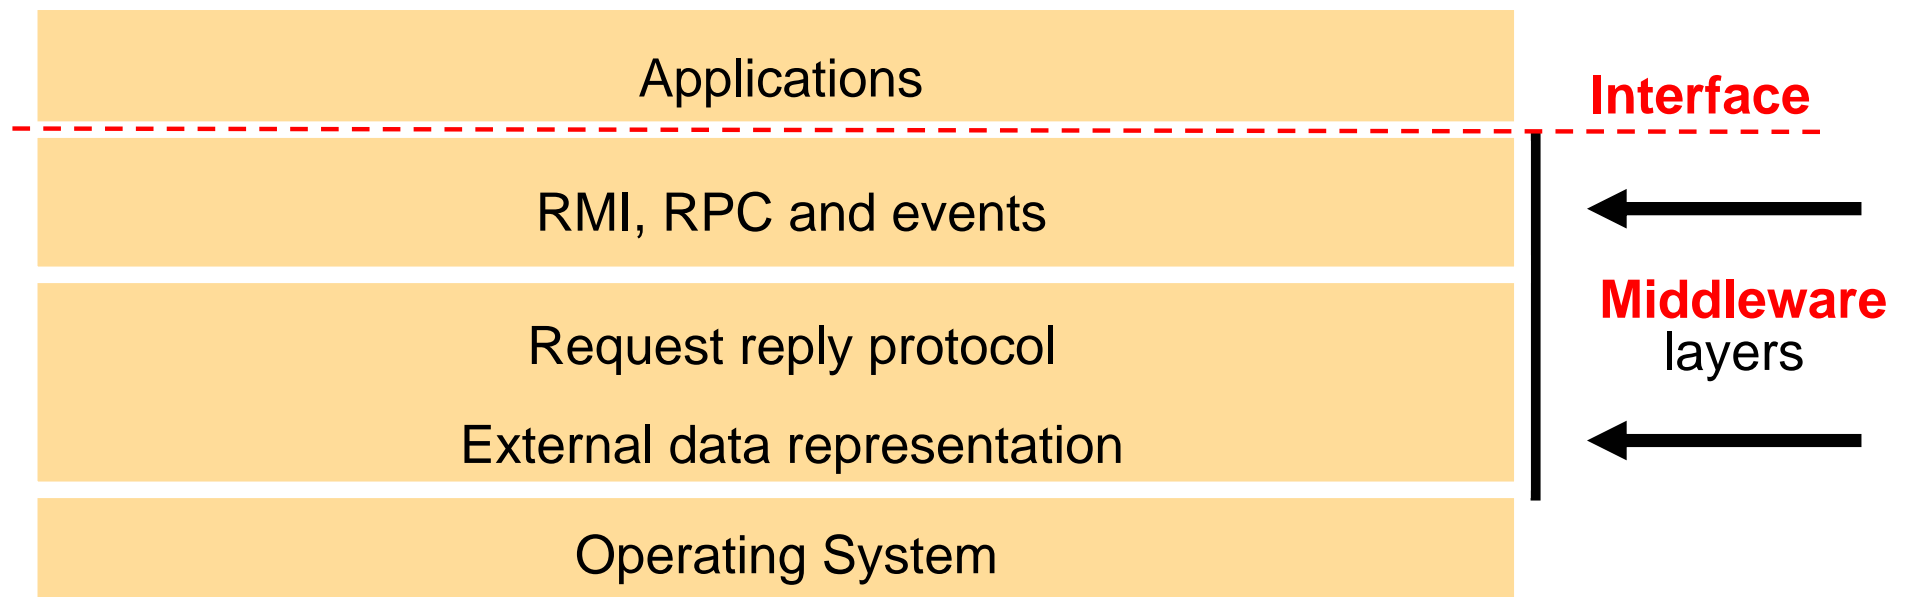 Applications
Interface
RMI, RPC and events
Middleware
layers
Request reply protocol
External data representation
Operating System